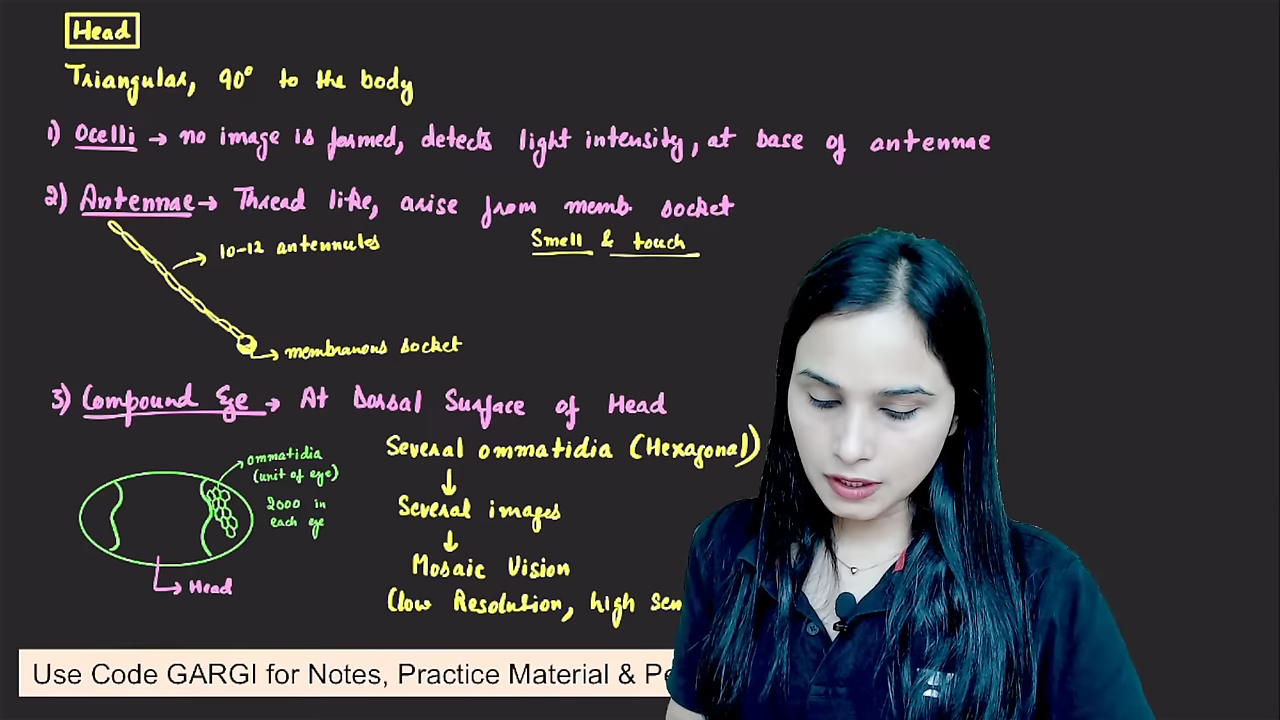 Head
Triangular, 90° to the body
1) Ocelli → no image is formed, detects light intensity, at base of antennae
2) Antennae → Thread like, arise from memb. socket
10-12 antennules
Smell & touch
membranous socket
3) Compound Eye → At Dorsal Surface of Head
ommatidia
(unit of eye)
2000 in
each eye
Head
Several ommatidia (Hexagonal)
↓
Several images
↓
Mosaic Vision
(low Resolution, high
Use Code GARGI for Notes, Practice Material &